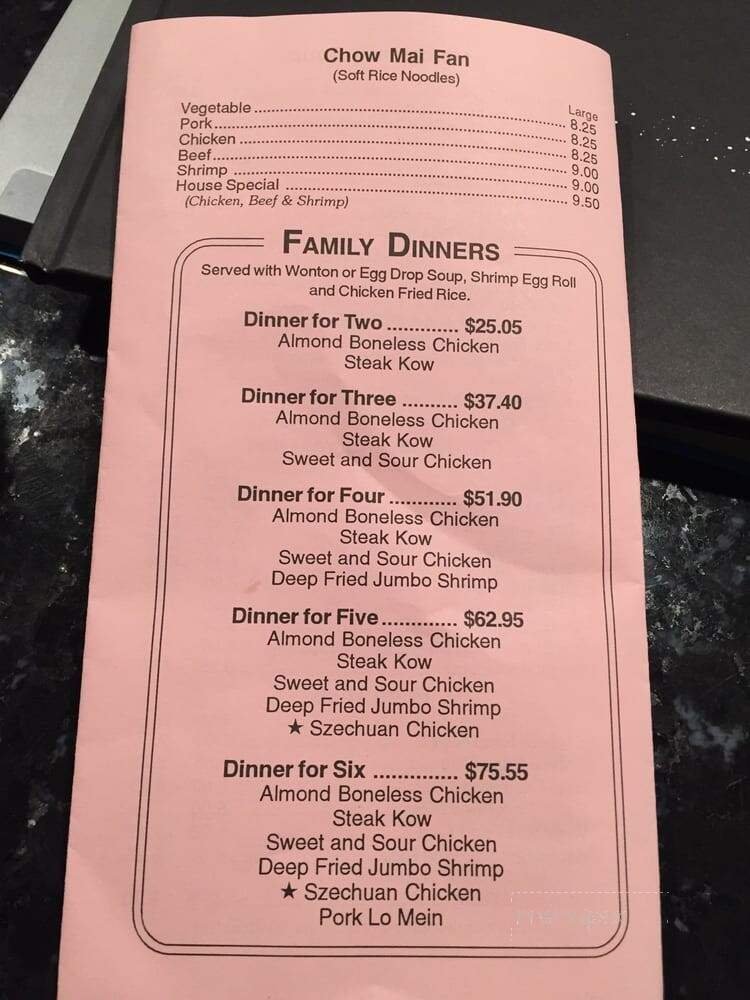 Chow Mai Fan
(Soft Rice Noodles)
Large
Vegetable ........ 8.25
Pork ........ 8.25
Chicken ........ 8.25
Beef ........ 9.00
Shrimp ........ 9.00
House Special ........ 9.50
(Chicken, Beef & Shrimp)
FAMILY DINNERS
Served with Wonton or Egg Drop Soup, Shrimp Egg Roll
and Chicken Fried Rice.
Dinner for Two ............. $25.05
Almond Boneless Chicken
Steak Kow
Dinner for Three .......... $37.40
Almond Boneless Chicken
Steak Kow
Sweet and Sour Chicken
Dinner for Four ............ $51.90
Almond Boneless Chicken
Steak Kow
Sweet and Sour Chicken
Deep Fried Jumbo Shrimp
Dinner for Five ............. $62.95
Almond Boneless Chicken
Steak Kow
Sweet and Sour Chicken
Deep Fried Jumbo Shrimp
★ Szechuan Chicken
Dinner for Six .............. $75.55
Almond Boneless Chicken
Steak Kow
Sweet and Sour Chicken
Deep Fried Jumbo Shrimp
★ Szechuan Chicken
Pork Lo Mein